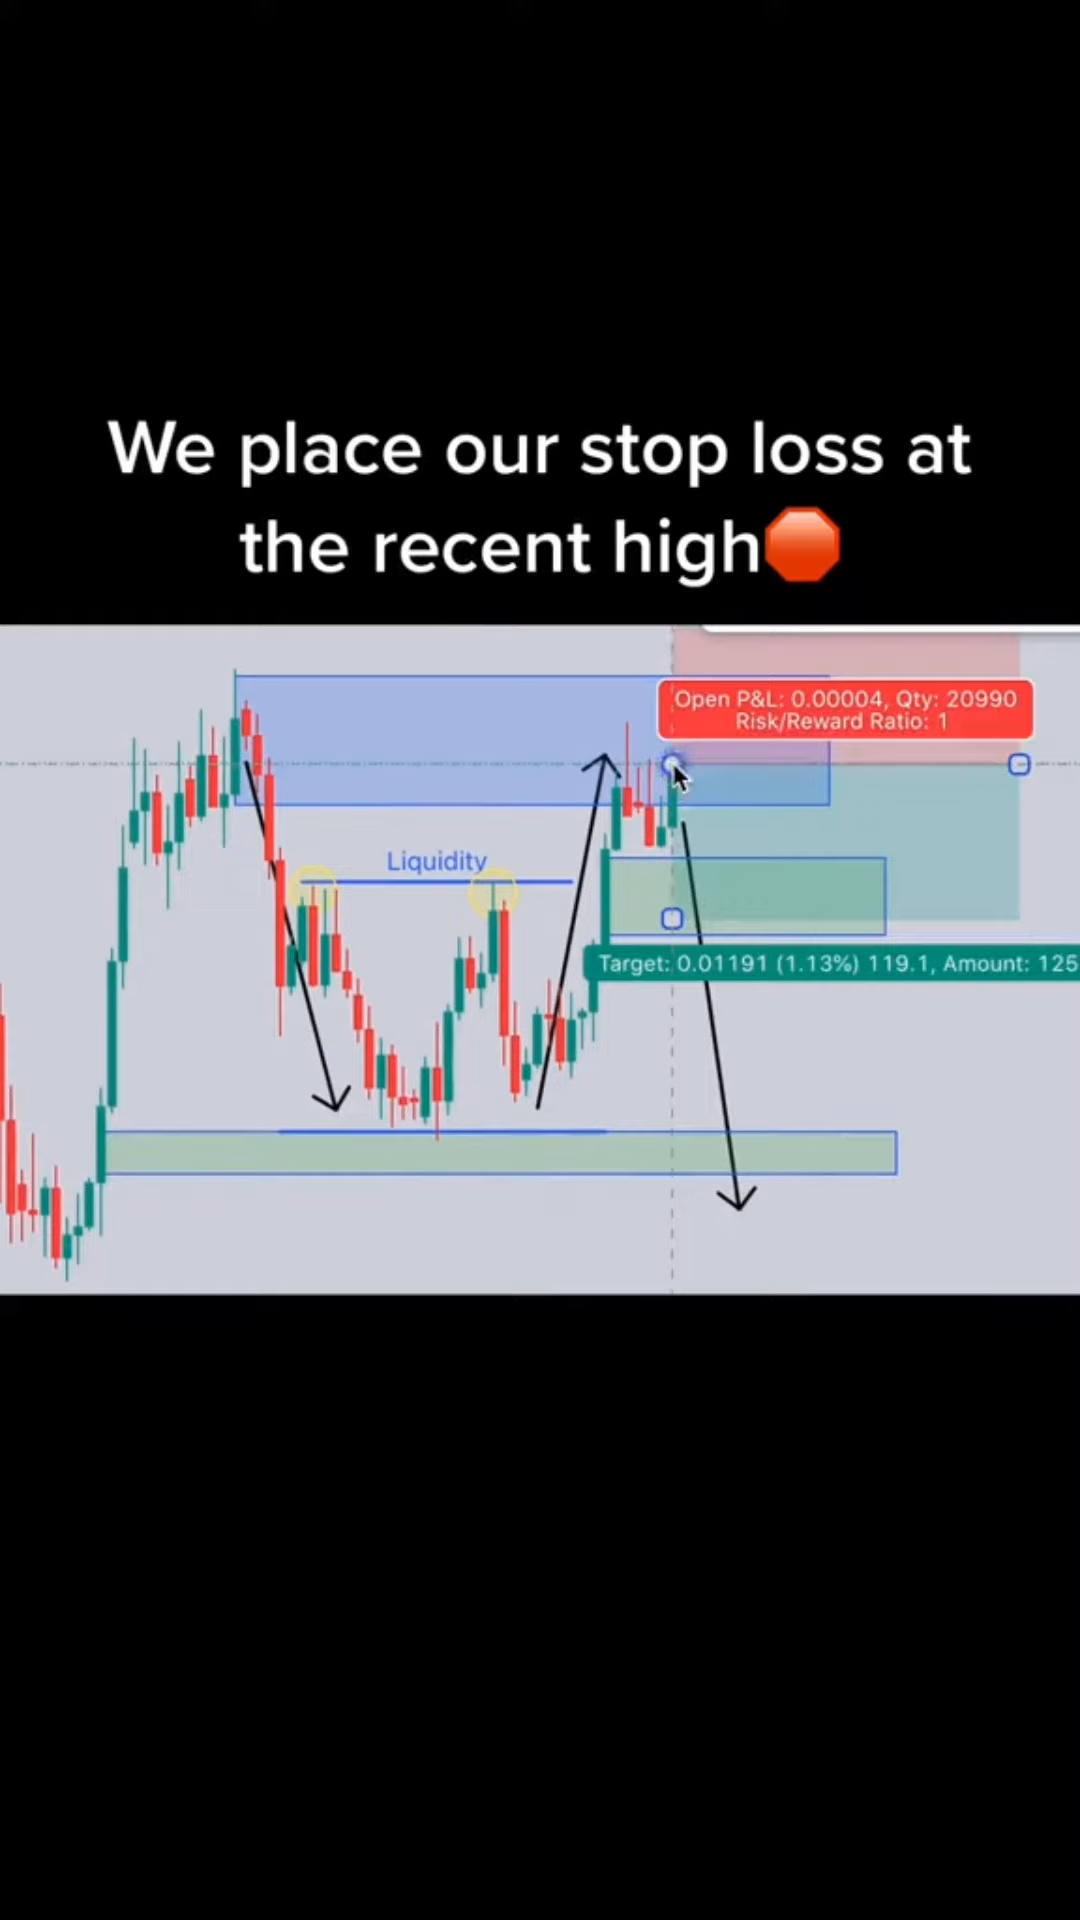 We place our stop loss at
the recent high🛑
Open P&L: 0.00004, Qty: 20990
Risk/Reward Ratio: 1
Liquidity
Target: 0.01191 (1.13%) 119.1, Amount: 125